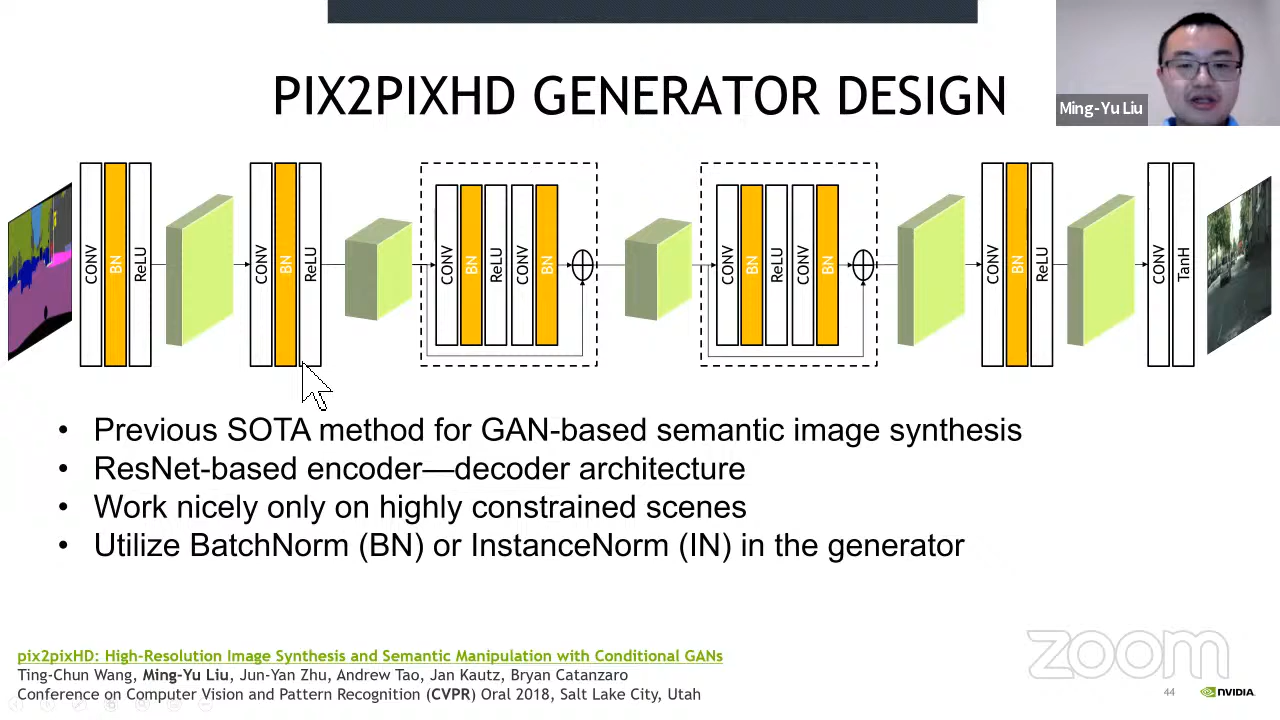 PIX2PIXHD GENERATOR DESIGN
Ming-Yu Liu
CONV BN ReLU
CONV BN ReLU
CONV BN ReLU CONV BN
CONV BN ReLU CONV BN
CONV BN ReLU
CONV TanH
• Previous SOTA method for GAN-based semantic image synthesis
• ResNet-based encoder—decoder architecture
• Work nicely only on highly constrained scenes
• Utilize BatchNorm (BN) or InstanceNorm (IN) in the generator
pix2pixHD: High-Resolution Image Synthesis and Semantic Manipulation with Conditional GANs
Ting-Chun Wang, Ming-Yu Liu, Jun-Yan Zhu, Andrew Tao, Jan Kautz, Bryan Catanzaro
Conference on Computer Vision and Pattern Recognition (CVPR) Oral 2018, Salt Lake City, Utah
zoom
44
NVIDIA.